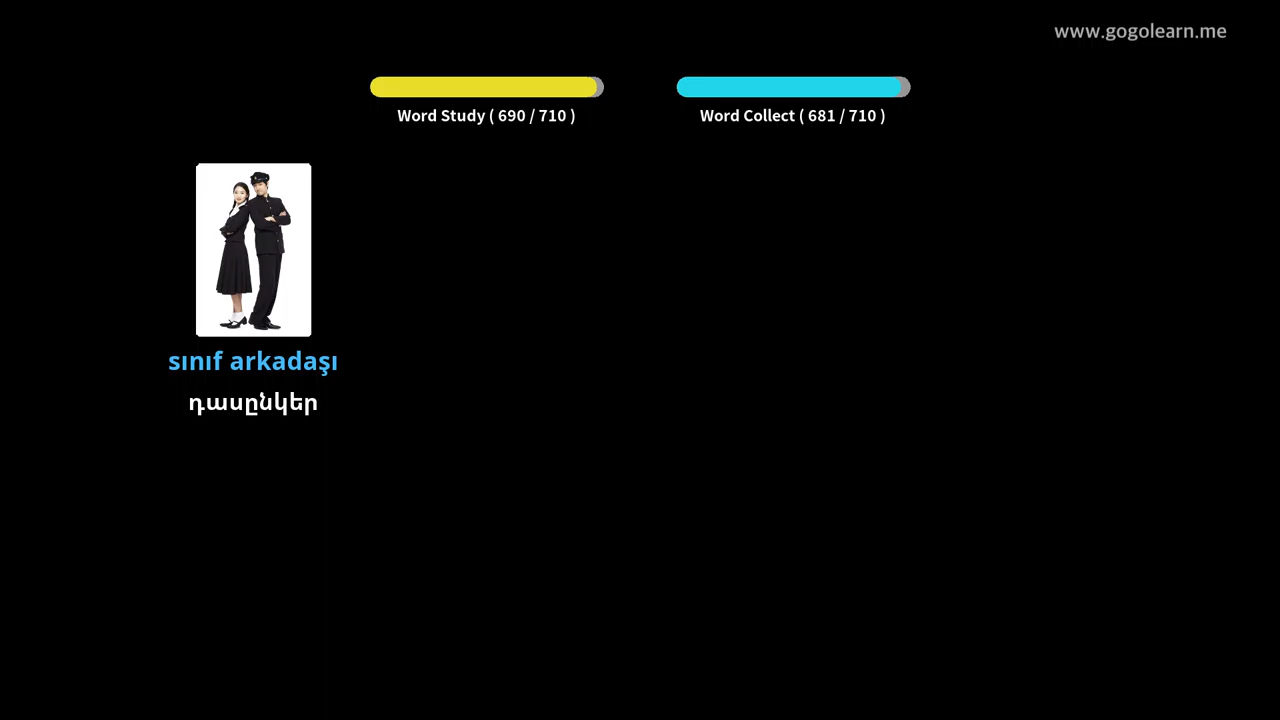 www.gogolearn.me
Word Study ( 690 / 710 )
Word Collect ( 681 / 710 )
sınıf arkadaşı
դասընկեր